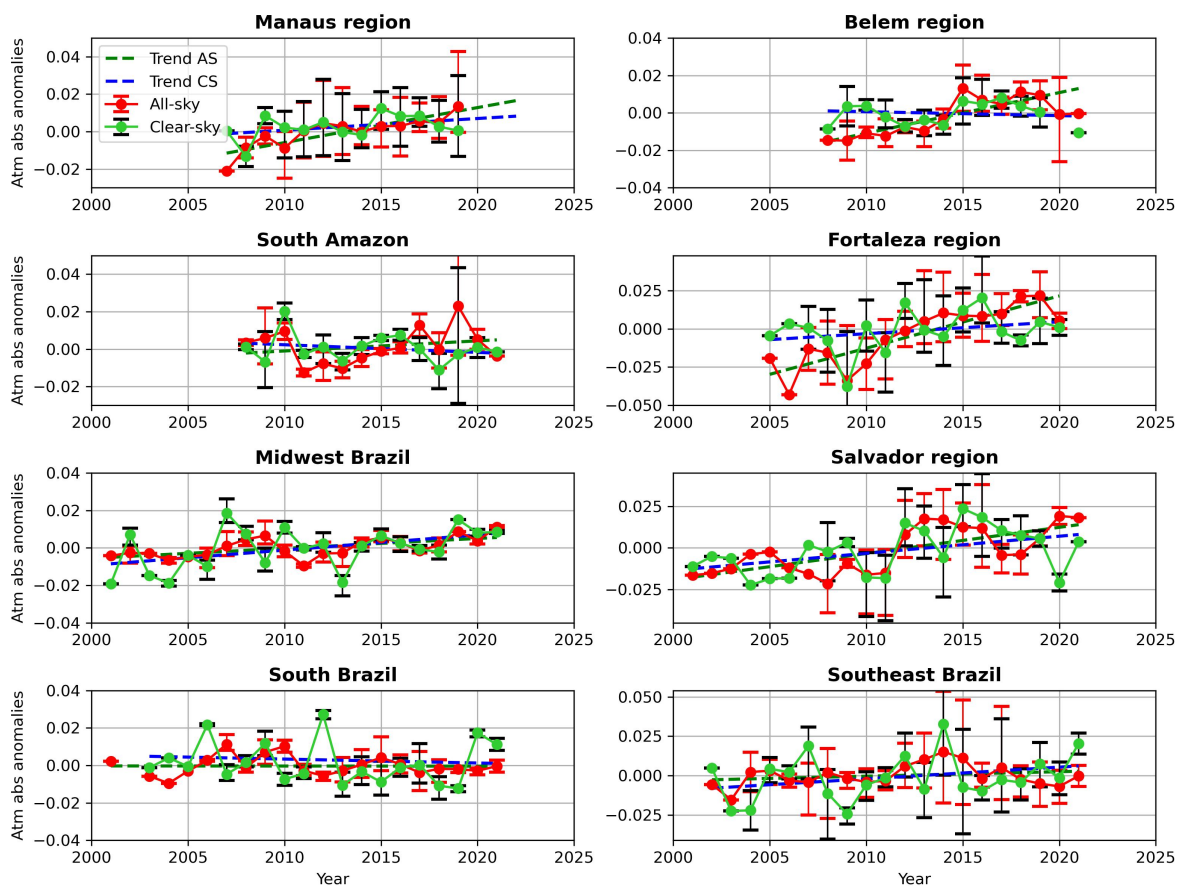 Manaus region
Atm abs anomalies
0.04
0.02
0.00
−0.02
Trend AS
Trend CS
All-sky
Clear-sky
2000 2005 2010 2015 2020 2025
Belem region
0.04
0.02
0.00
−0.02
−0.04
2000 2005 2010 2015 2020 2025
South Amazon
Atm abs anomalies
0.04
0.02
0.00
−0.02
2000 2005 2010 2015 2020 2025
Fortaleza region
0.025
0.000
−0.025
−0.050
2000 2005 2010 2015 2020 2025
Midwest Brazil
Atm abs anomalies
0.04
0.02
0.00
−0.02
−0.04
2000 2005 2010 2015 2020 2025
Salvador region
0.025
0.000
−0.025
2000 2005 2010 2015 2020 2025
South Brazil
Atm abs anomalies
0.04
0.02
0.00
−0.02
−0.04
2000 2005 2010 2015 2020 2025
Year
Southeast Brazil
0.050
0.025
0.000
−0.025
2000 2005 2010 2015 2020 2025
Year